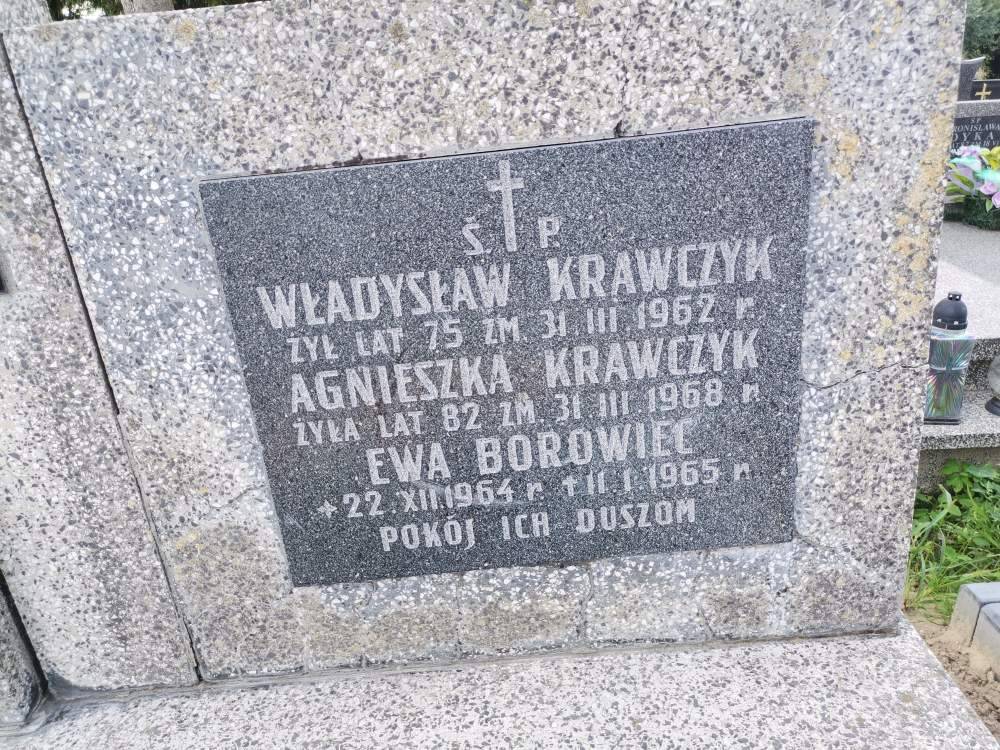 Ś P.
WŁADYSŁAW KRAWCZYK
ŻYŁ LAT 75 ZM. 31.III.1962 r.
AGNIESZKA KRAWCZYK
ŻYŁA LAT 82 ZM. 31.III.1968 r.
EWA BOROWIEC
+22.XII.1964 r. +11.I.1965 r.
POKÓJ ICH DUSZOM